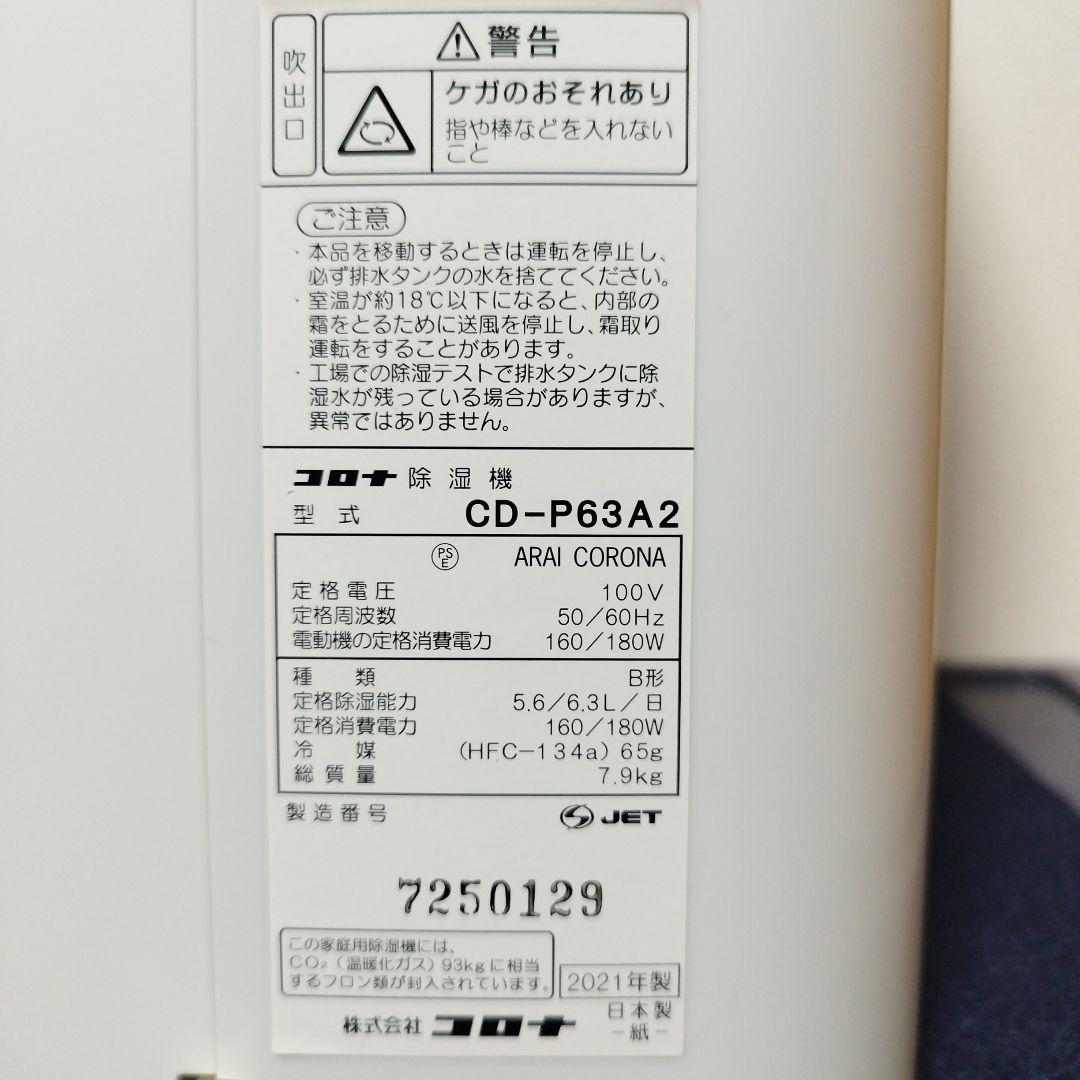 吹出口
⚠警告
ケガのおそれあり
指や棒などを入れない
こと
ご注意
・本品を移動するときは運転を停止し、
必ず排水タンクの水を捨ててください。
・室温が約18℃以下になると、内部の
霜をとるために送風を停止し、霜取り
運転をすることがあります。
・工場での除湿テストで排水タンクに除
湿水が残っている場合がありますが、
異常ではありません。
コロナ 除湿機
型式 CD-P63A2
PSE ARAI CORONA
定格電圧 100V
定格周波数 50/60Hz
電動機の定格消費電力 160/180W
種類 B形
定格除湿能力 5.6/6.3L/日
定格消費電力 160/180W
冷媒 (HFC-134a) 65g
総質量 7.9kg
製造番号 JET
7250129
この家庭用除湿機には、
CO₂(温暖化ガス)93kgに相当
するフロン類が封入されています。
2021年製
日本製
株式会社 コロナ -紙-